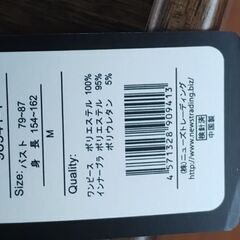 Size: バスト 79~87
身 長 154~162
M
Quality:
ワンピース ポリエステル 100%
インナーブラ ポリエステル 95%
ポリウレタン 5%
4571328909413
㈱ニューズトレーディング
http://www.newstrading.biz/
検針済
中国製